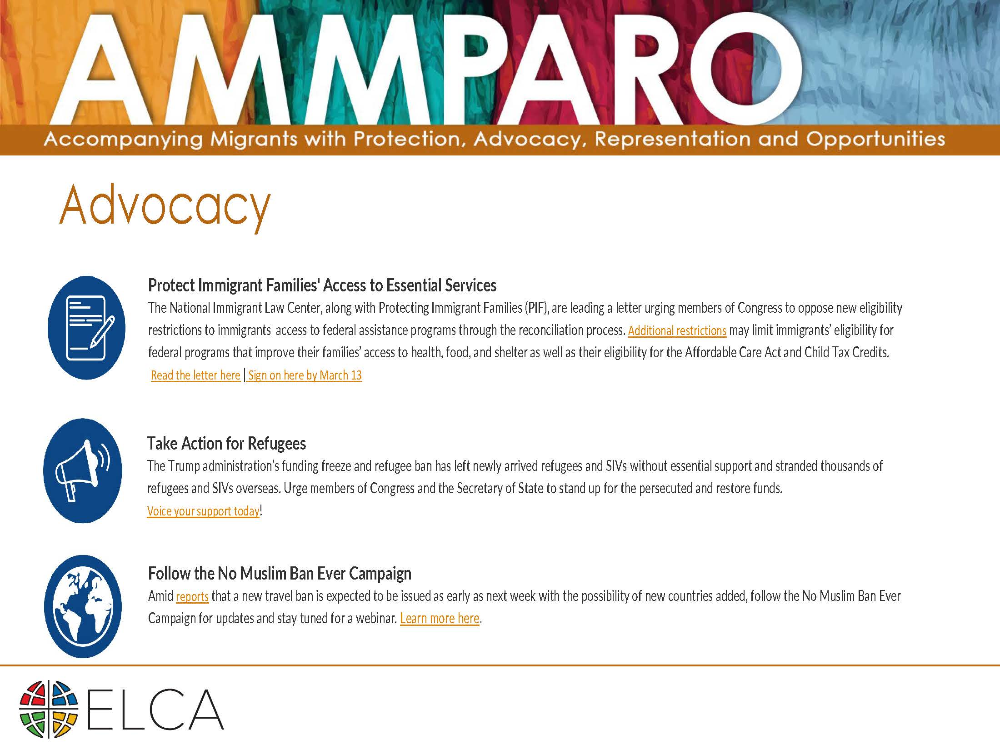 AMMPARO
Accompanying Migrants with Protection, Advocacy, Representation and Opportunities
Advocacy
Protect Immigrant Families' Access to Essential Services
The National Immigrant Law Center, along with Protecting Immigrant Families (PIF), are leading a letter urging members of Congress to oppose new eligibility
restrictions to immigrants' access to federal assistance programs through the reconciliation process. Additional restrictions may limit immigrants’ eligibility for
federal programs that improve their families’ access to health, food, and shelter as well as their eligibility for the Affordable Care Act and Child Tax Credits.
Read the letter here | Sign on here by March 13
Take Action for Refugees
The Trump administration’s funding freeze and refugee ban has left newly arrived refugees and SIVs without essential support and stranded thousands of
refugees and SIVs overseas. Urge members of Congress and the Secretary of State to stand up for the persecuted and restore funds.
Voice your support today!
Follow the No Muslim Ban Ever Campaign
Amid reports that a new travel ban is expected to be issued as early as next week with the possibility of new countries added, follow the No Muslim Ban Ever
Campaign for updates and stay tuned for a webinar. Learn more here.
ELCA